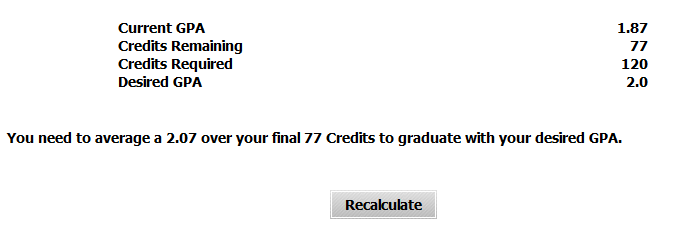 Current GPA 1.87
Credits Remaining 77
Credits Required 120
Desired GPA 2.0
You need to average a 2.07 over your final 77 Credits to graduate with your desired GPA.
Recalculate